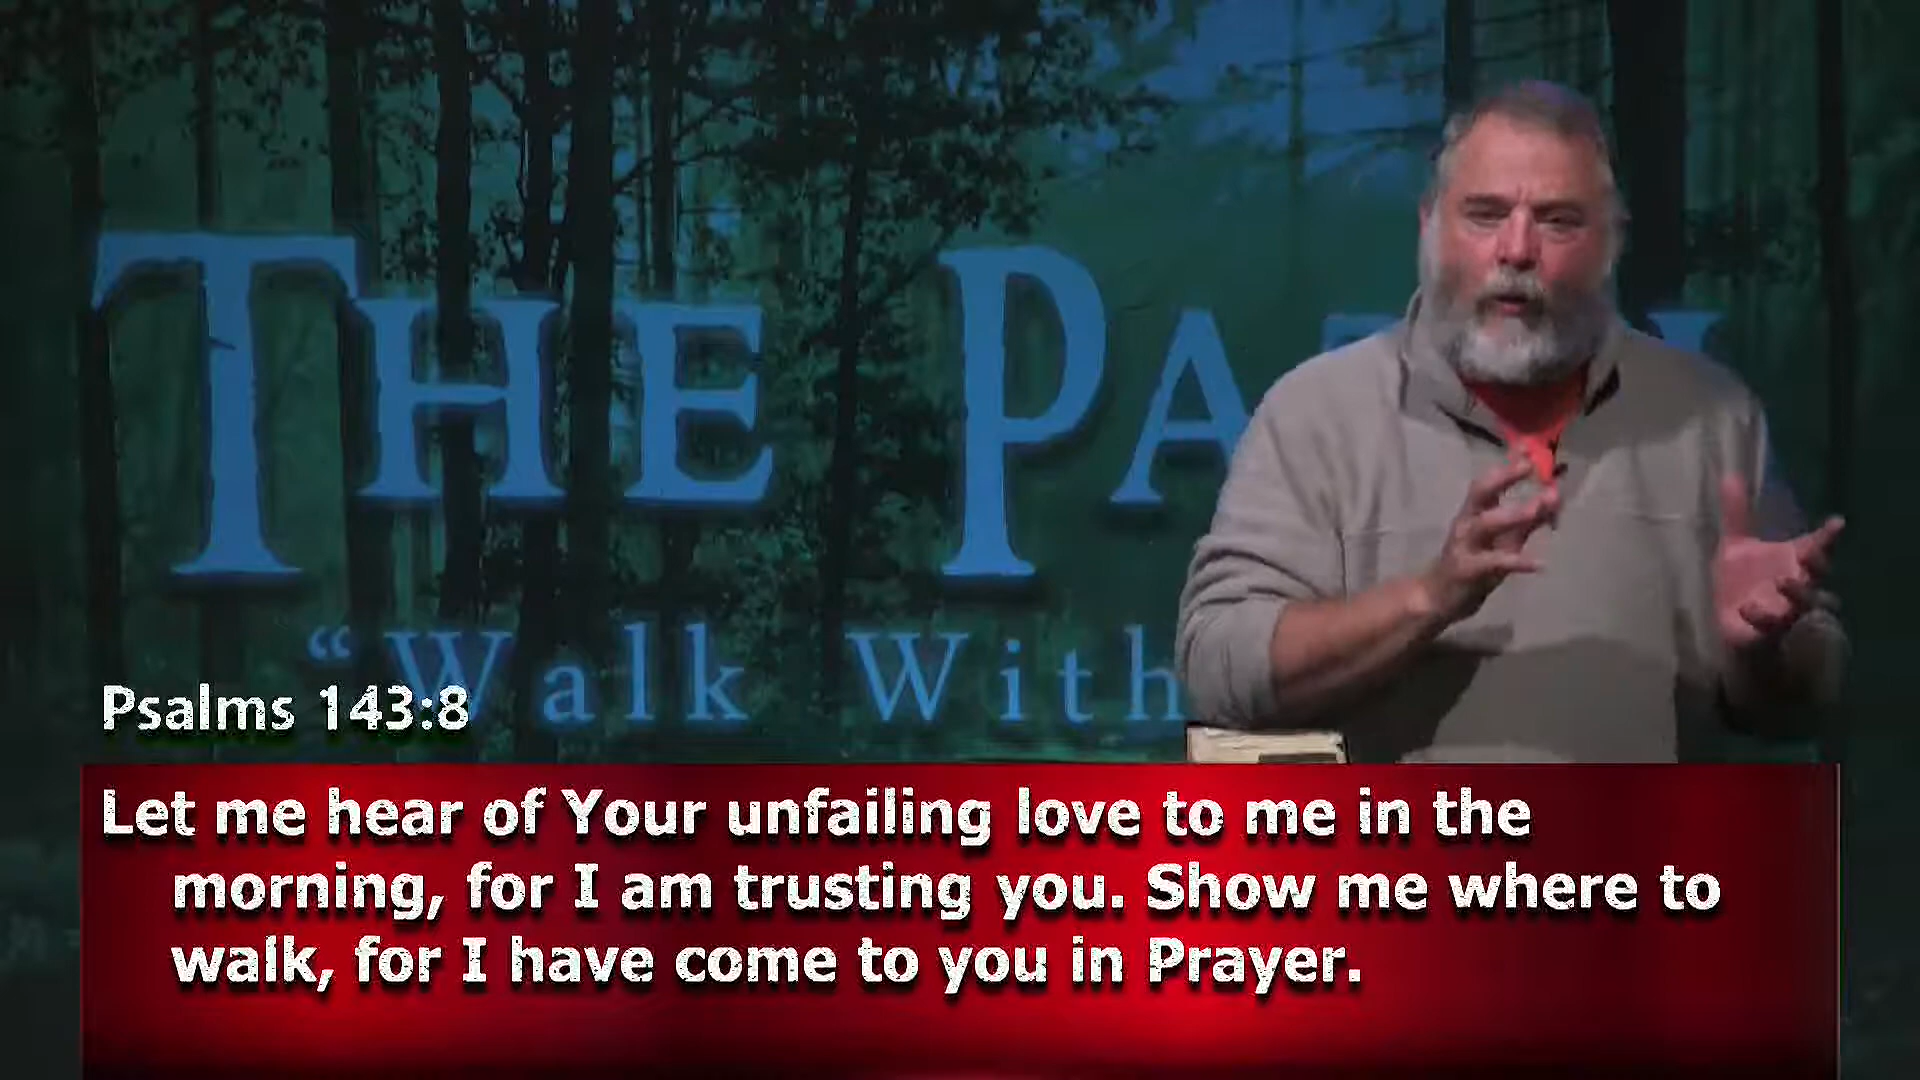 THE PA
“Walk With
Psalms 143:8
Let me hear of Your unfailing love to me in the
morning, for I am trusting you. Show me where to
walk, for I have come to you in Prayer.